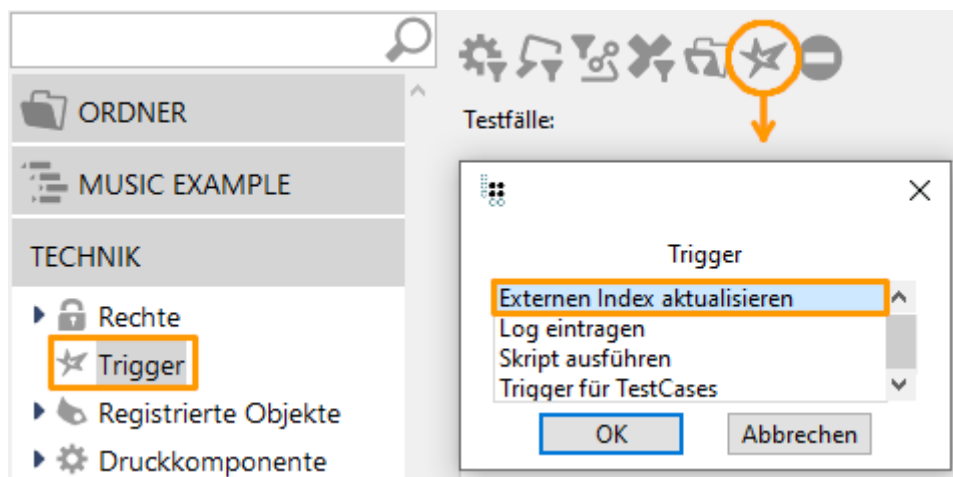 ORDNER
MUSIC EXAMPLE
TECHNIK
Rechte
Trigger
Registrierte Objekte
Druckkomponente
Testfälle:
Trigger
Externen Index aktualisieren
Log eintragen
Skript ausführen
Trigger für TestCases
OK
Abbrechen